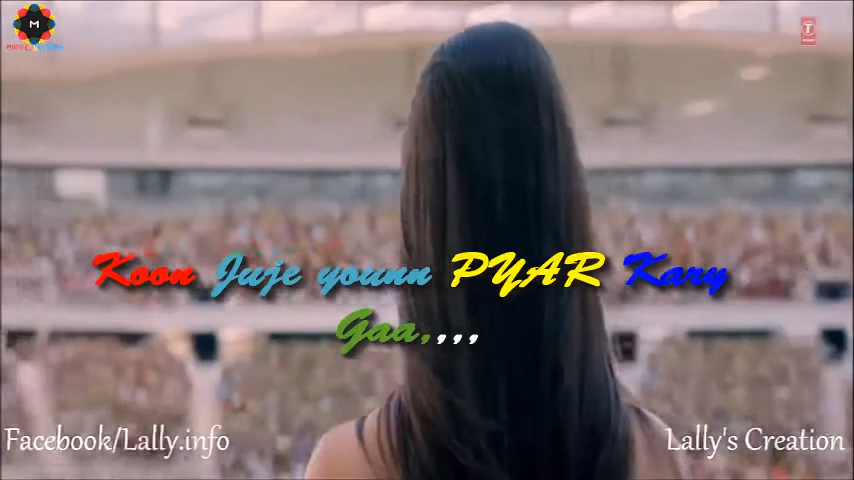 M
T
Koon Juje younn PYAR Kary
Gaa,,,,
Facebook/Lally.info
Lally's Creation